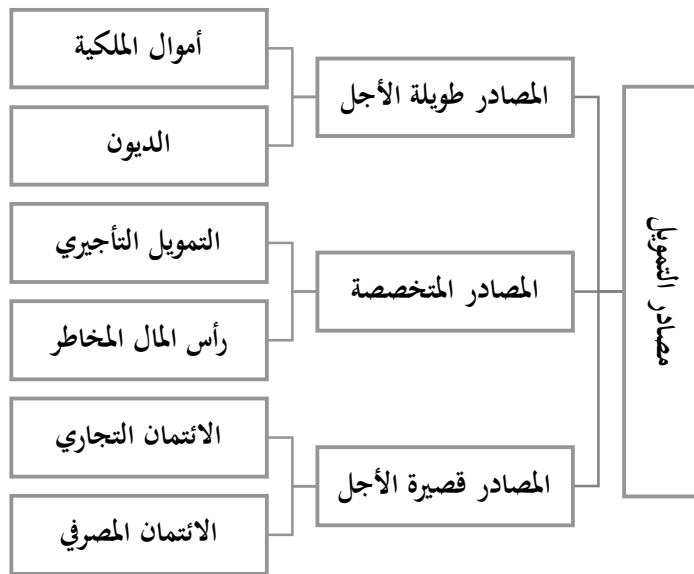 مصادر التمويل
المصادر طويلة الأجل
أموال الملكية
الديون
المصادر المتخصصة
التمويل التأجيري
رأس المال المخاطر
المصادر قصيرة الأجل
الائتمان التجاري
الائتمان المصرفي